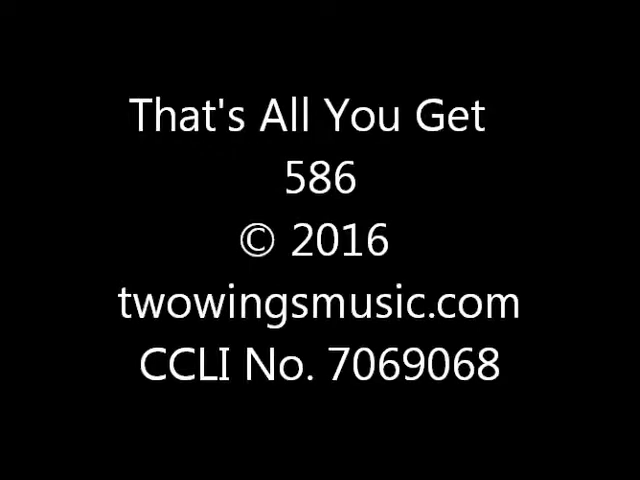 That's All You Get
586
© 2016
twowingsmusic.com
CCLI No. 7069068